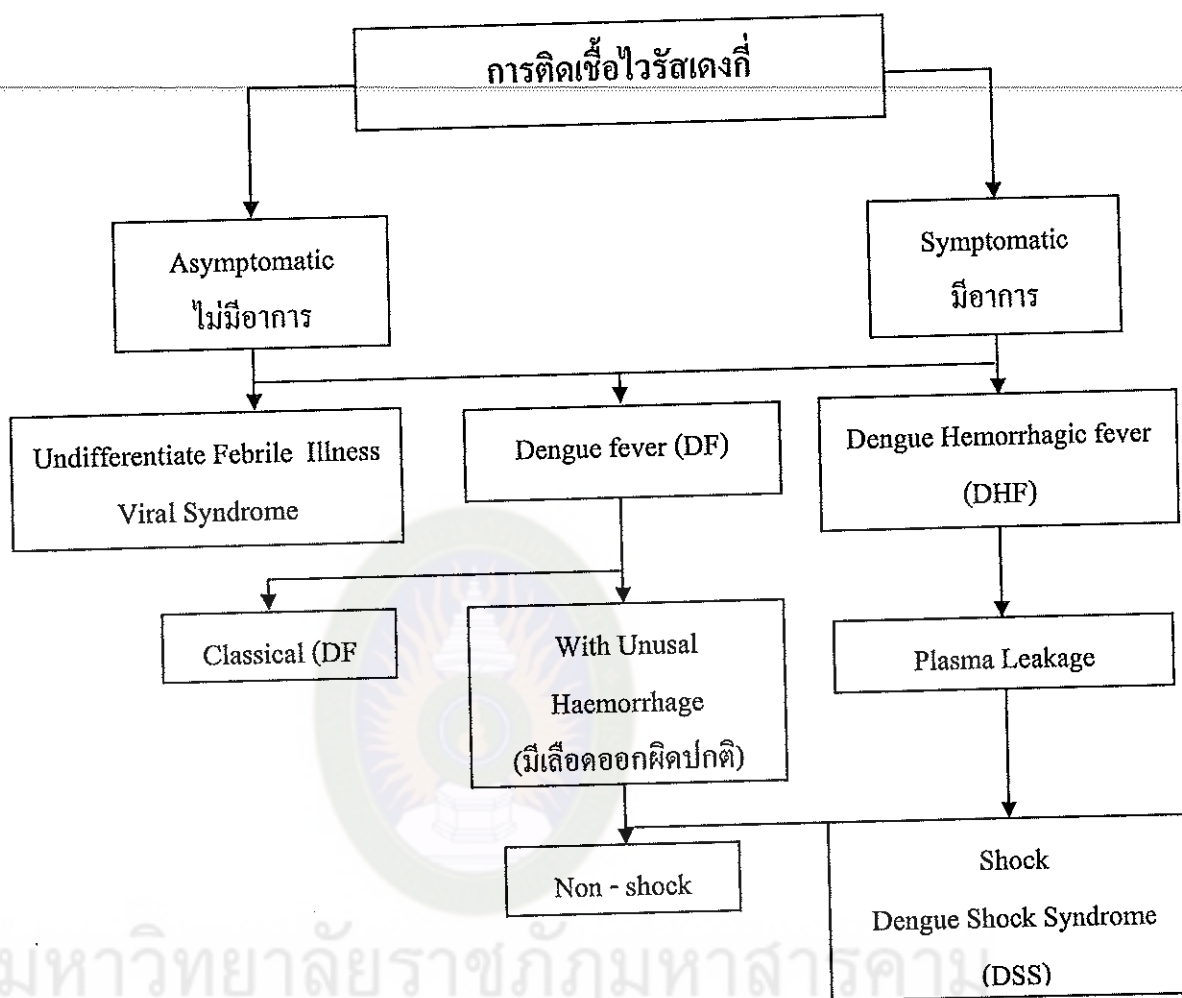 การติดเชื้อไวรัสเดงกี่
Asymptomatic
ไม่มีอาการ
Symptomatic
มีอาการ
Undifferentiate Febrile Illness
Viral Syndrome
Dengue fever (DF)
Dengue Hemorrhagic fever
(DHF)
Classical (DF
With Unusal
Haemorrhage
(มีเลือดออกผิดปกติ)
Plasma Leakage
Non - shock
Shock
Dengue Shock Syndrome
(DSS)
มหาวิทยาลัยราชภัฏมหาสารคาม